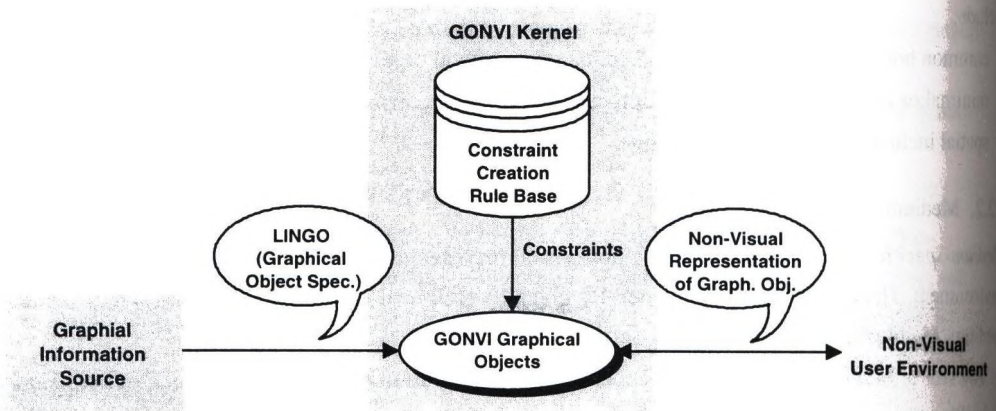 GONVI Kernel
Constraint
Creation
Rule Base
LINGO
(Graphical
Object Spec.)
Constraints
Non-Visual
Representation
of Graph. Obj.
Graphial
Information
Source
GONVI Graphical
Objects
Non-Visual
User Environment